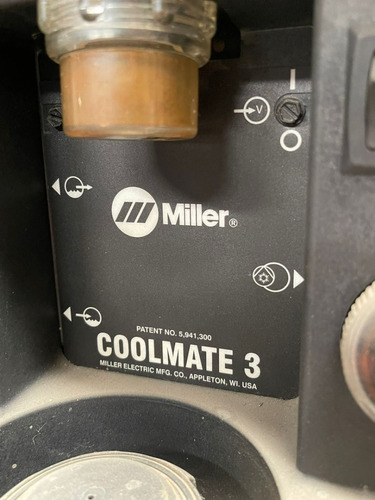 V
I
O
Miller®
PATENT NO. 5,941,300
COOLMATE 3
MILLER ELECTRIC MFG. CO., APPLETON, WI. USA